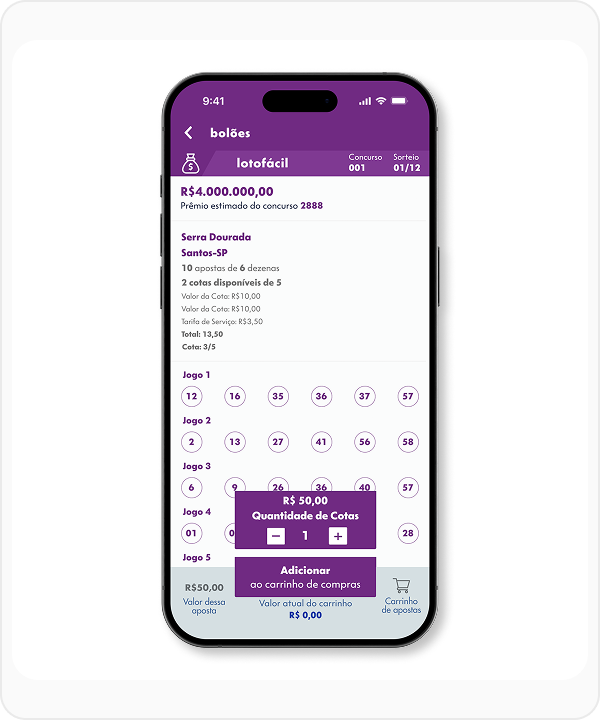 9:41
bolões
lotofácil
Concurso
001
Sorteio
01/12
R$4.000.000,00
Prêmio estimado do concurso 2888
Serra Dourada
Santos-SP
10 apostas de 6 dezenas
2 cotas disponíveis de 5
Valor da Cota: R$10,00
Valor da Cota: R$10,00
Tarifa de Serviço: R$3,50
Total: 13,50
Cota: 3/5
Jogo 1
12 16 35 36 37 57
Jogo 2
2 13 27 41 56 58
Jogo 3
6 9 26 36 40 57
R$ 50,00
Quantidade de Cotas
− 1 +
Jogo 4
01 28
Jogo 5
Adicionar
ao carrinho de compras
R$50,00
Valor dessa
aposta
Valor atual do carrinho
R$ 0,00
Carrinho
de apostas